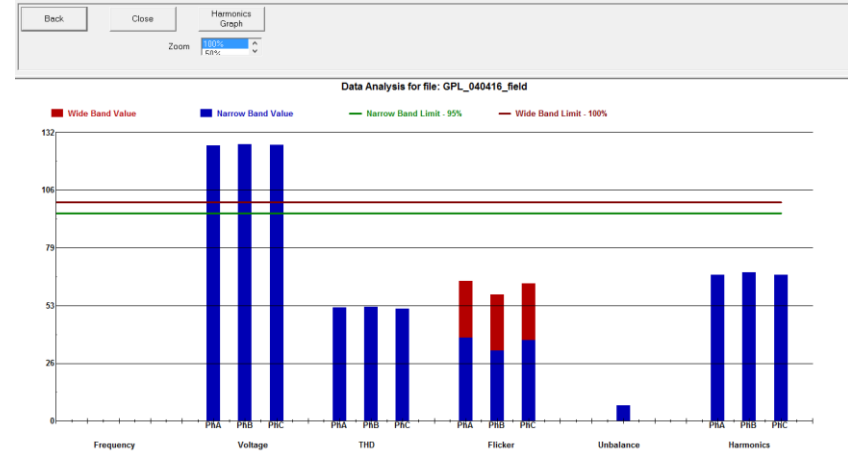 Back
Close
Harmonics
Graph
Zoom
100%
50%
Data Analysis for file: GPL_040416_field
Wide Band Value
Narrow Band Value
Narrow Band Limit - 95%
Wide Band Limit - 100%
132
106
79
53
26
0
PhA PhB PhC
PhA PhB PhC
PhA PhB PhC
PhA PhB PhC
Frequency
Voltage
THD
Flicker
Unbalance
Harmonics